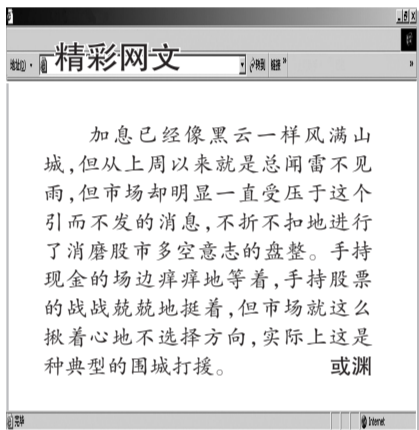 精彩网文
地址(D)
转到 链接 »
加息已经像黑云一样风满山
城,但从上周以来就是总闻雷不见
雨,但市场却明显一直受压于这个
引而不发的消息,不折不扣地进行
了消磨股市多空意志的盘整。手持
现金的场边痒痒地等着,手持股票
的战战兢兢地挺着,但市场就这么
揪着心地不选择方向,实际上这是
种典型的围城打援。 或渊
完毕 Internet